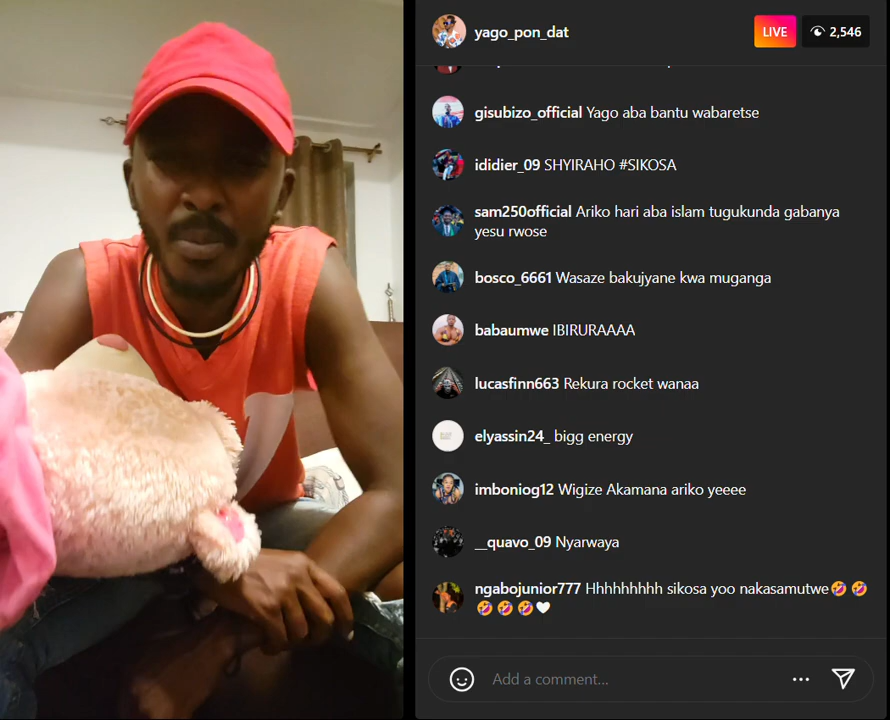 yago_pon_dat
LIVE
2,546
gisubizo_official Yago aba bantu wabaretse
ididier_09 SHYIRAHO #SIKOSA
sam250official Ariko hari aba islam tugukunda gabanya
yesu rwose
bosco_6661 Wasaze bakujyane kwa muganga
babaumwe IBIRURAAAA
lucasfinn663 Rekura rocket wanaa
elyassin24_ bigg energy
imboniog12 Wigize Akamana ariko yeeee
__quavo_09 Nyarwaya
ngabojunior777 Hhhhhhhhh sikosa yoo nakasamutwe🤣 🤣
🤣 🤣 🤣🤍
Add a comment...